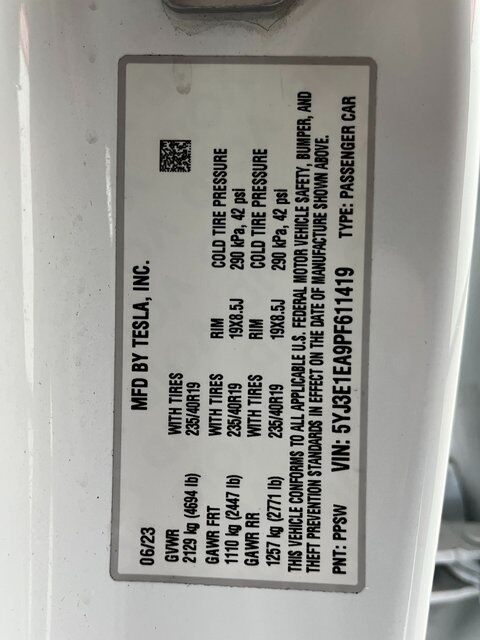 MFD BY TESLA, INC.
06/23
GVWR WITH TIRES
2129 kg (4694 lb) 235/40R19
GAWR FRT WITH TIRES RIM COLD TIRE PRESSURE
1110 kg (2447 lb) 235/40R19 19X8.5J 290 kPa, 42 psi
GAWR RR WITH TIRES RIM COLD TIRE PRESSURE
1257 kg (2771 lb) 235/40R19 19X8.5J 290 kPa, 42 psi
THIS VEHICLE CONFORMS TO ALL APPLICABLE U.S. FEDERAL MOTOR VEHICLE SAFETY, BUMPER, AND
THEFT PREVENTION STANDARDS IN EFFECT ON THE DATE OF MANUFACTURE SHOWN ABOVE.
PNT: PPSW VIN: 5YJ3E1EA9PF611419 TYPE: PASSENGER CAR